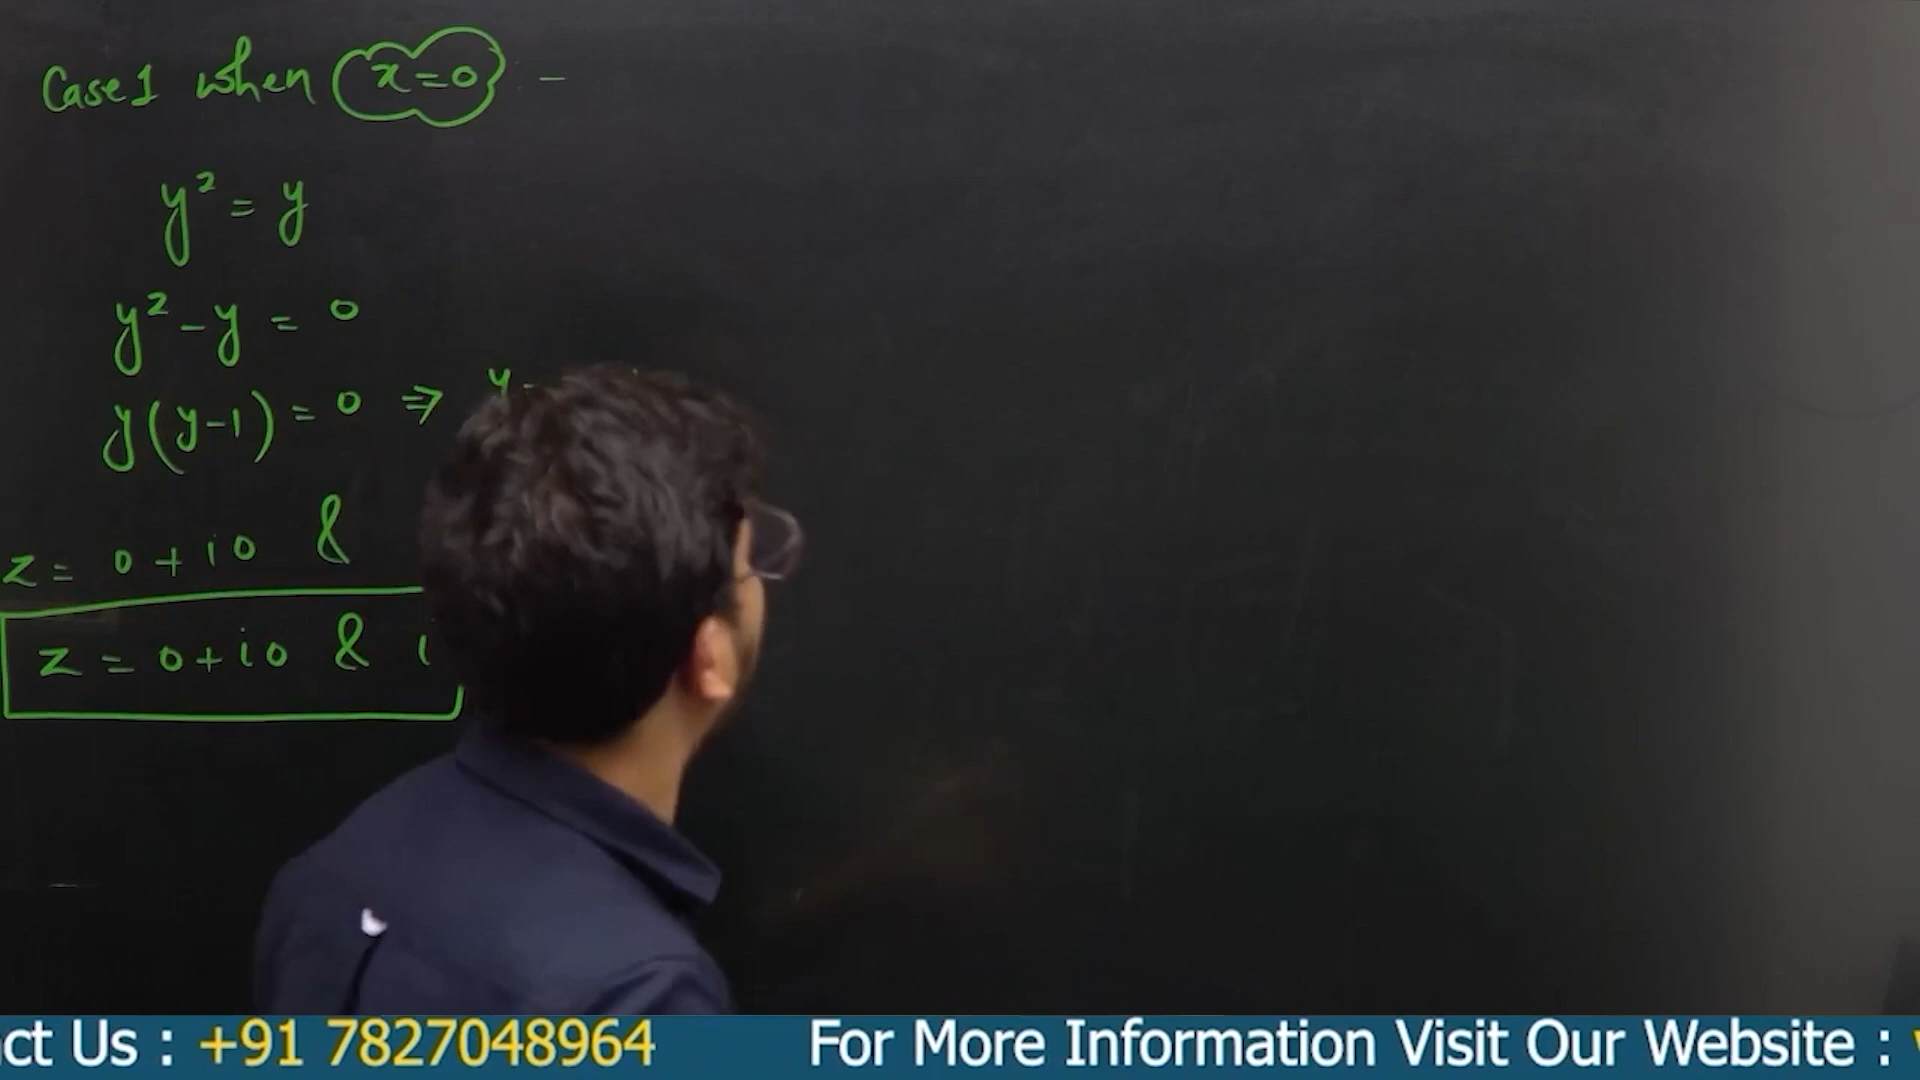 Case 1 when x=0 -
y² = y
y² - y = 0
y(y-1) = 0 ⇒ y
z = 0 + i0 &
z = 0 + i0 & i
ct Us : +91 7827048964 For More Information Visit Our Website :